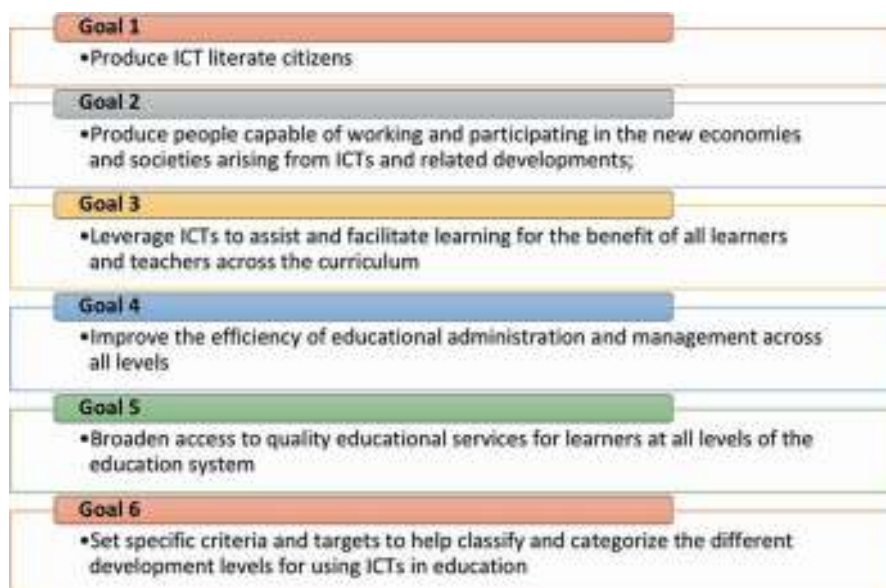 Goal 1
•Produce ICT literate citizens
Goal 2
•Produce people capable of working and participating in the new economies
and societies arising from ICTs and related developments;
Goal 3
•Leverage ICTs to assist and facilitate learning for the benefit of all learners
and teachers across the curriculum
Goal 4
•Improve the efficiency of educational administration and management across
all levels
Goal 5
•Broaden access to quality educational services for learners at all levels of the
education system
Goal 6
•Set specific criteria and targets to help classify and categorize the different
development levels for using ICTs in education